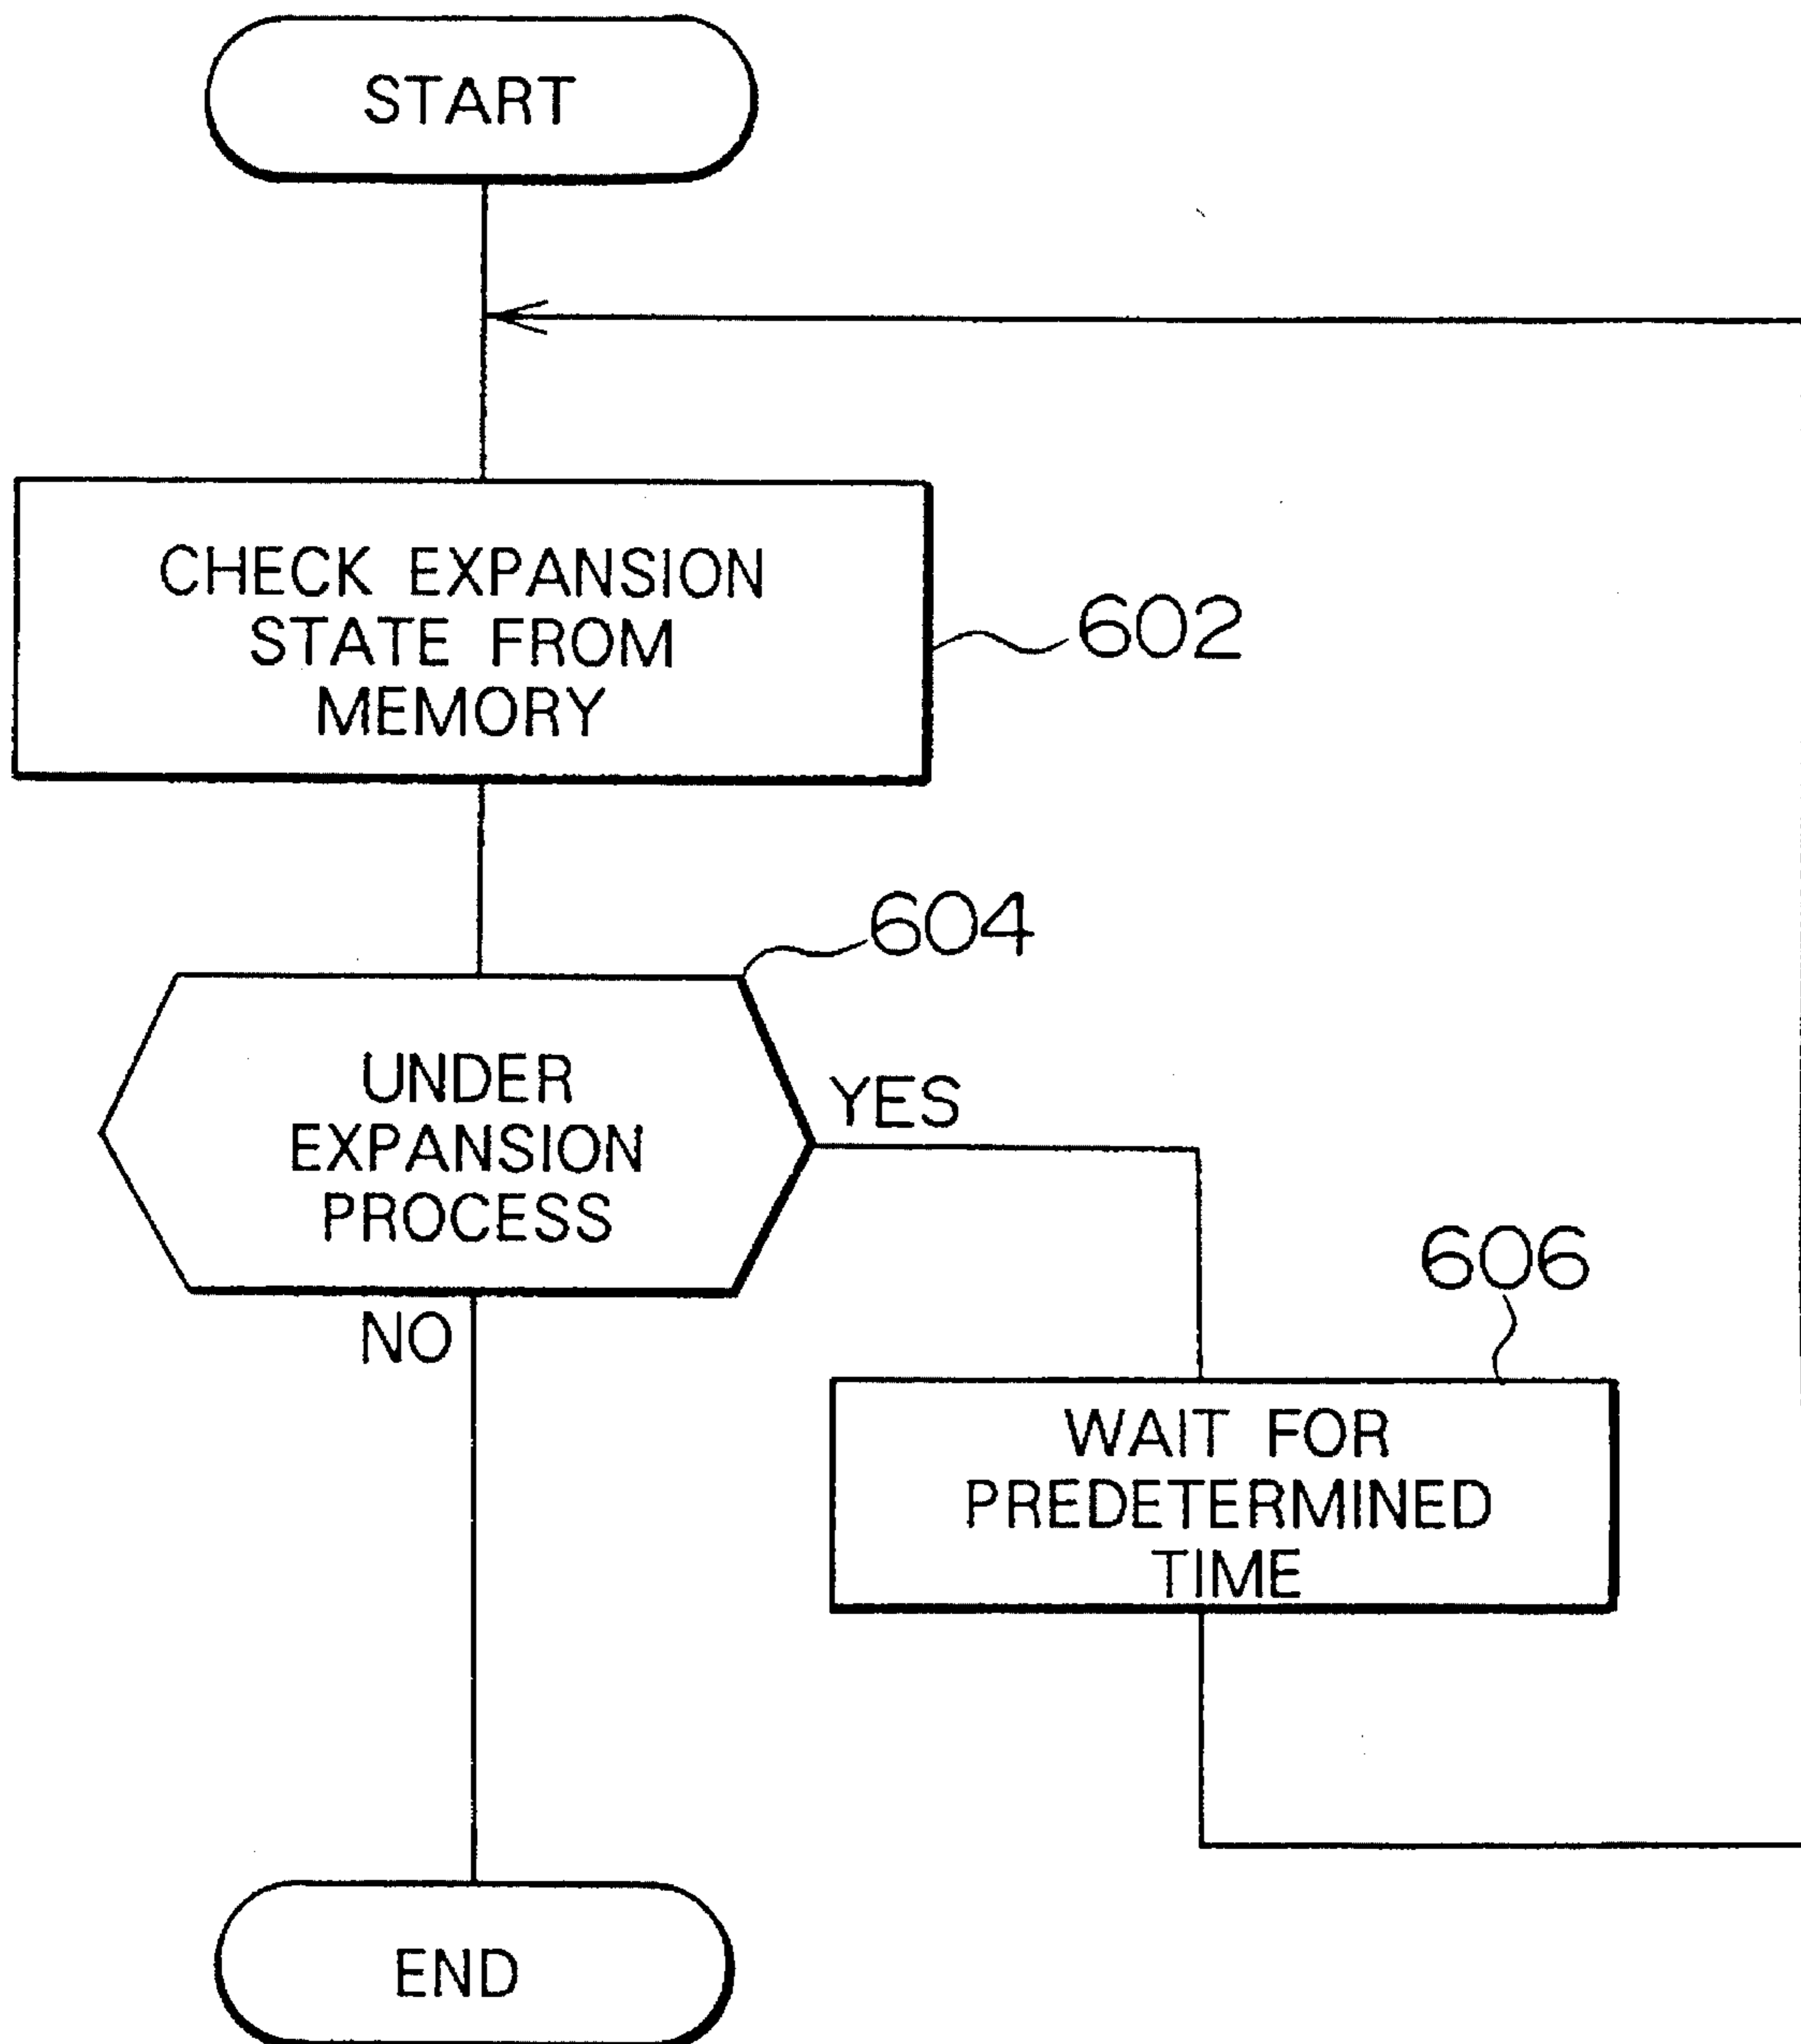 START
CHECK EXPANSION
STATE FROM
MEMORY
602
604
UNDER
EXPANSION
PROCESS
YES
NO
606
WAIT FOR
PREDETERMINED
TIME
END